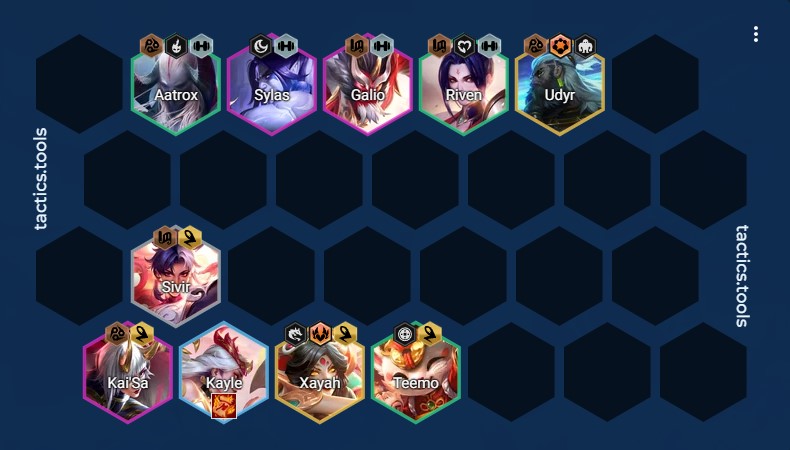 Aatrox
Sylas
Galio
Riven
Udyr
tactics.tools
Sivir
tactics.tools
Kai'Sa
Kayle
Xayah
Teemo